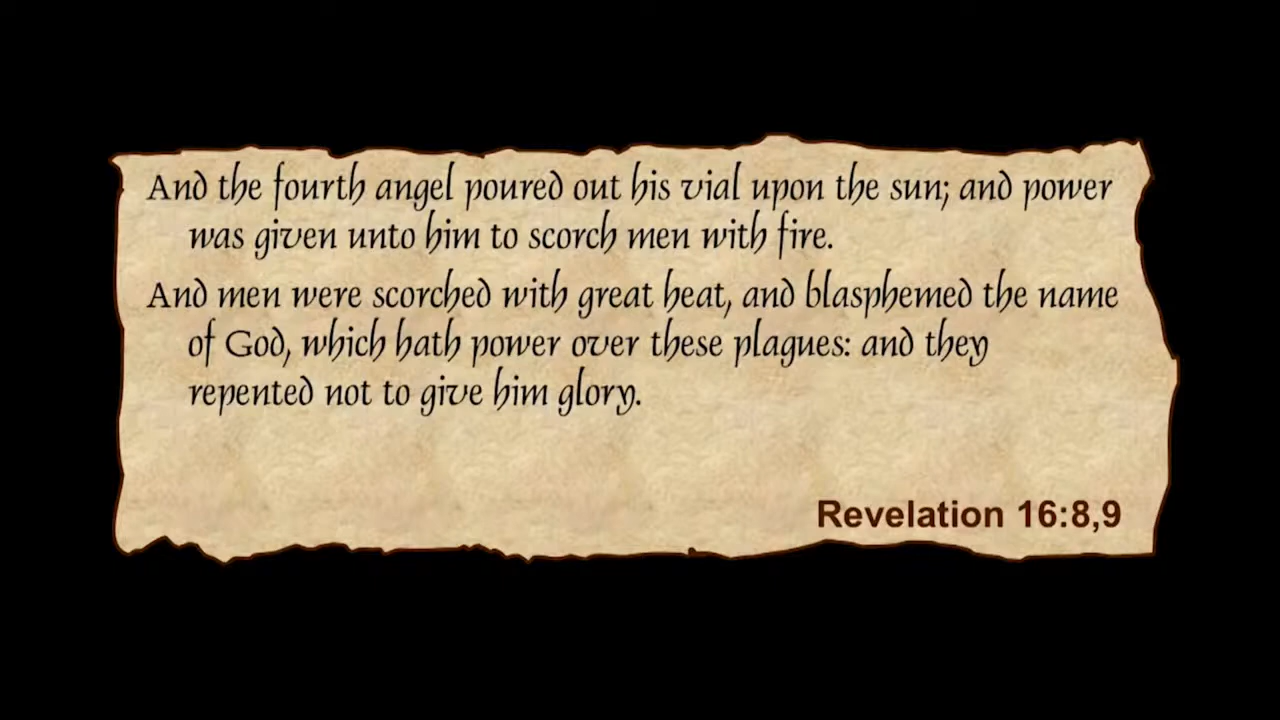 And the fourth angel poured out his vial upon the sun; and power
was given unto him to scorch men with fire.
And men were scorched with great heat, and blasphemed the name
of God, which hath power over these plagues: and they
repented not to give him glory.
Revelation 16:8,9